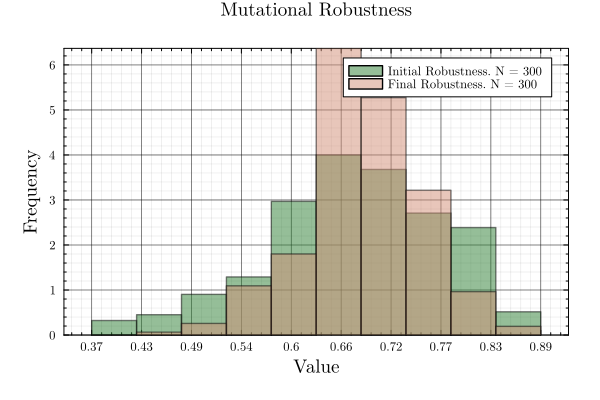 Mutational Robustness
Initial Robustness. N = 300
Final Robustness. N = 300
Frequency
6
5
4
3
2
1
0
0.37 0.43 0.49 0.54 0.6 0.66 0.72 0.77 0.83 0.89
Value